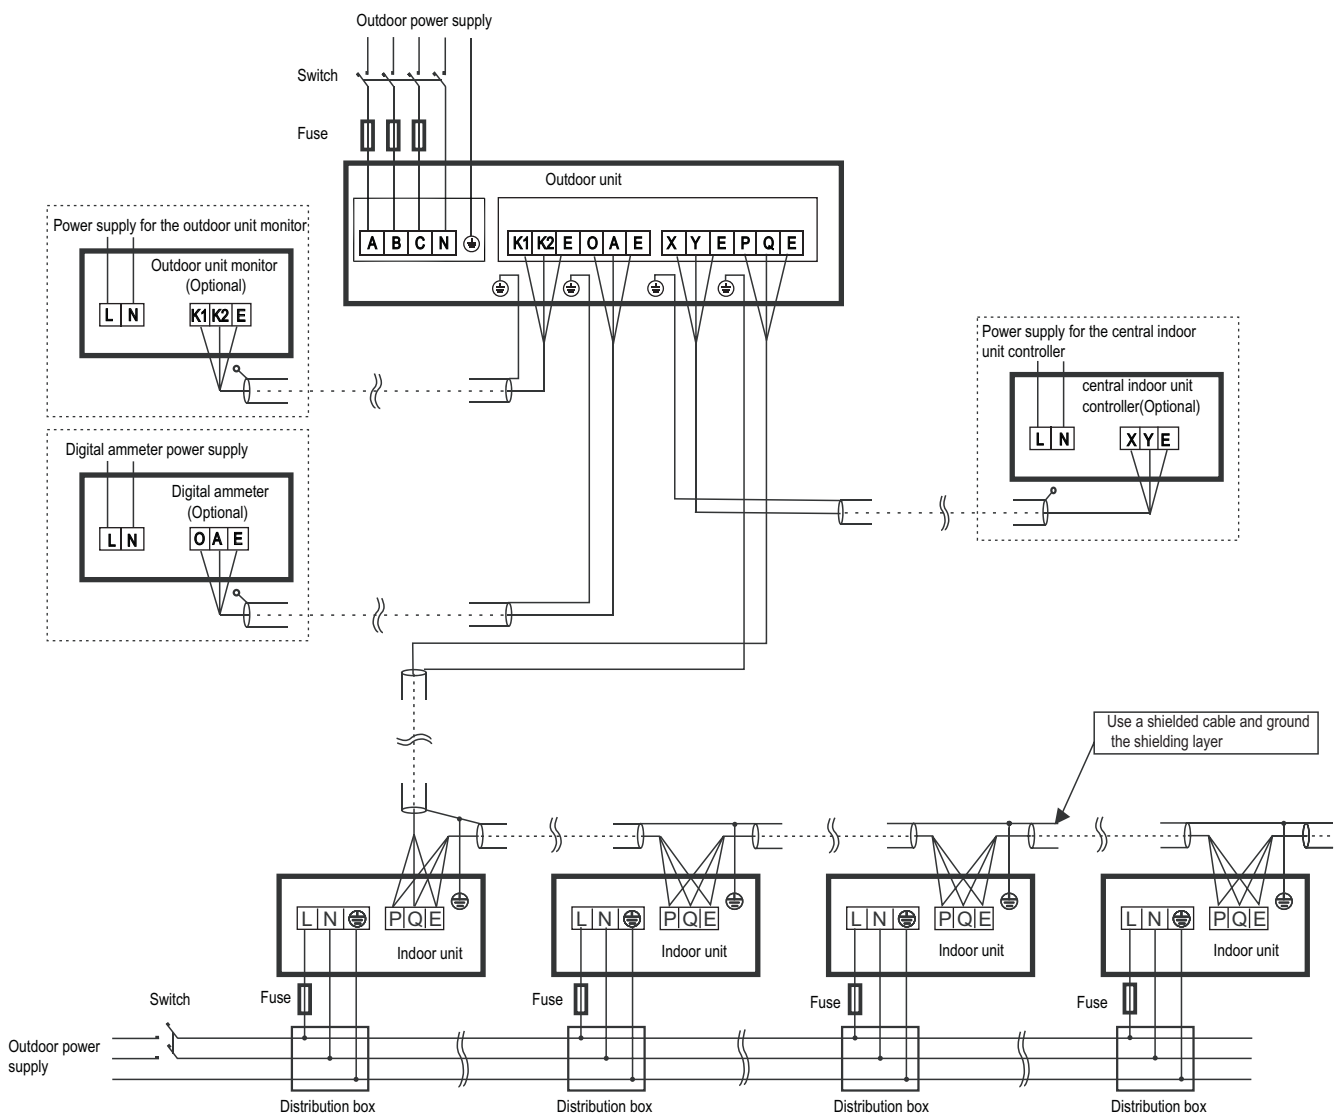 Outdoor power supply
Switch
Fuse
Outdoor unit
A B C N
K1 K2 E O A E X Y E P Q E
Power supply for the outdoor unit monitor
Outdoor unit monitor
(Optional)
L N
K1 K2 E
Digital ammeter power supply
Digital ammeter
(Optional)
L N
O A E
Power supply for the central indoor
unit controller
central indoor unit
controller(Optional)
L N
X Y E
Use a shielded cable and ground
the shielding layer
L N
P Q E
Indoor unit
L N
P Q E
Indoor unit
L N
P Q E
Indoor unit
L N
P Q E
Indoor unit
Switch
Fuse
Fuse
Fuse
Fuse
Outdoor power
supply
Distribution box
Distribution box
Distribution box
Distribution box